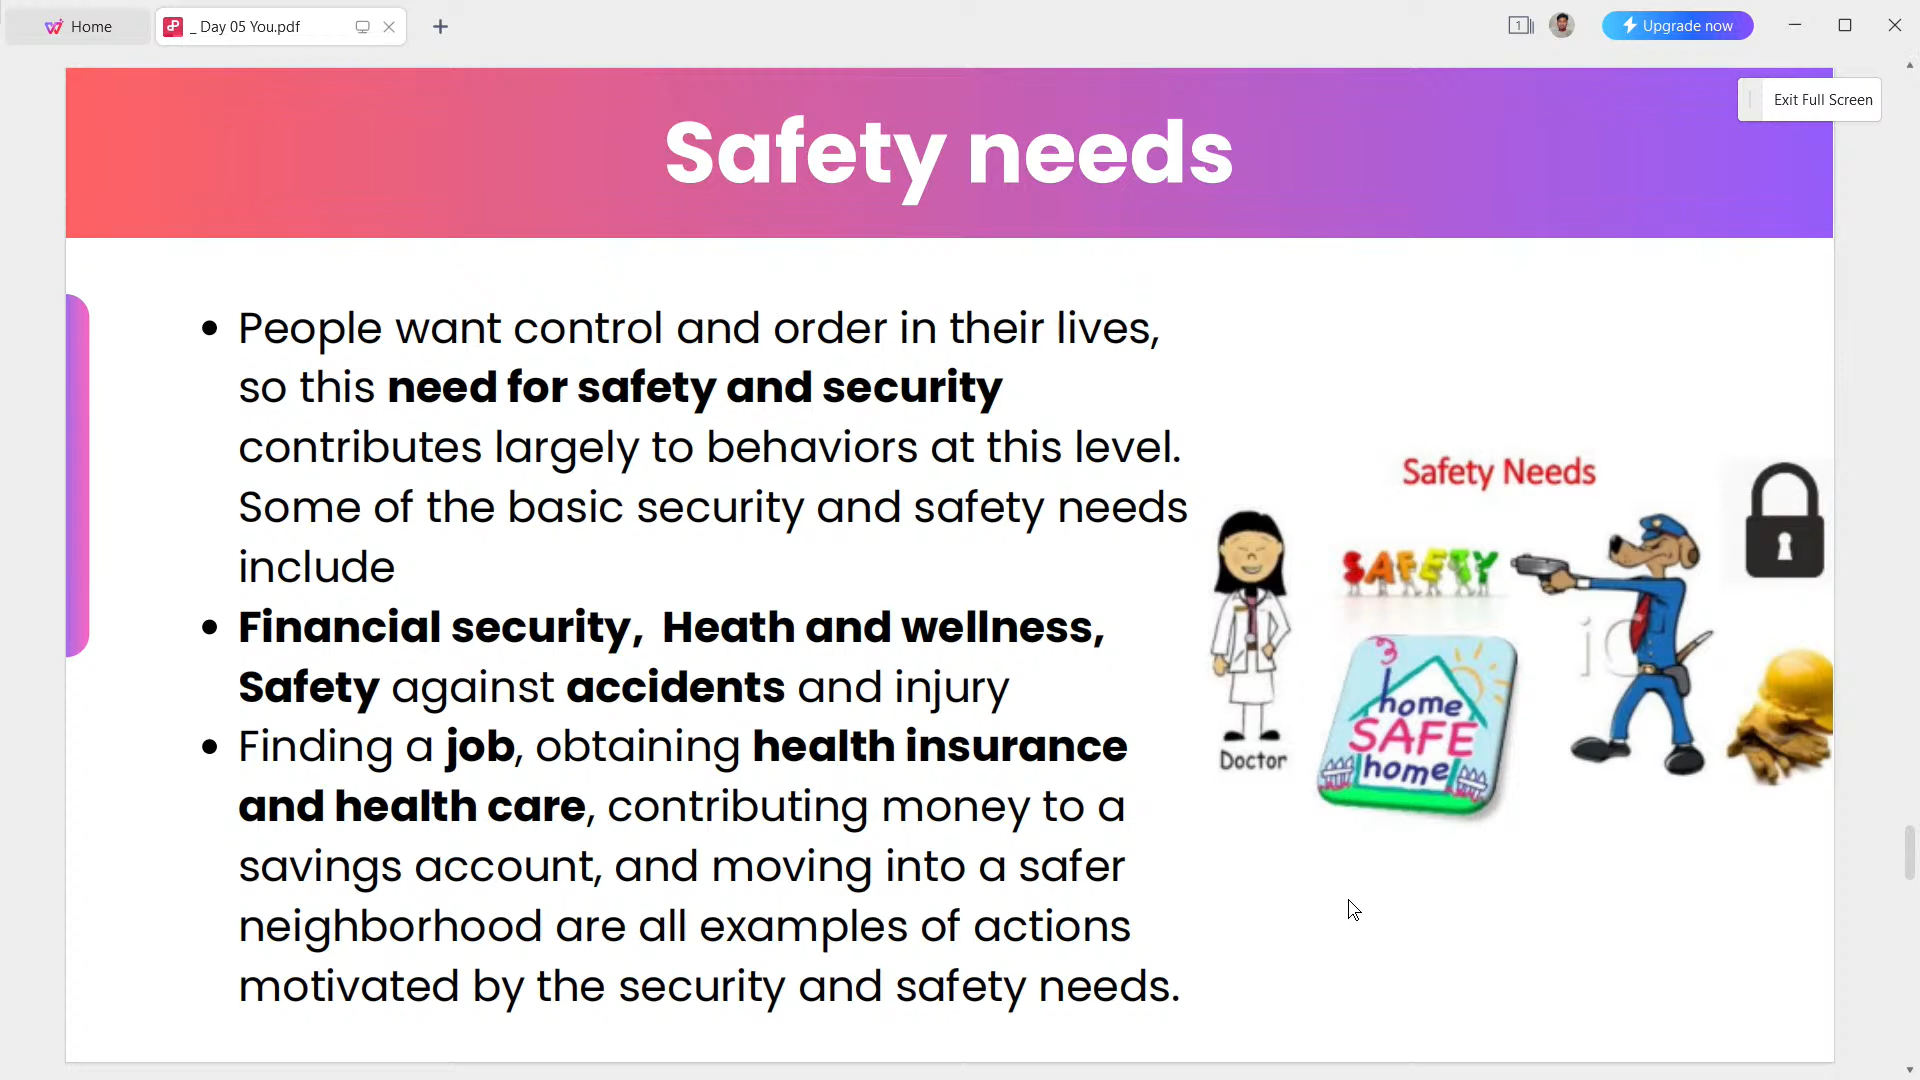 Home
_ Day 05 You.pdf
1
Upgrade now
Exit Full Screen
Safety needs
• People want control and order in their lives,
so this need for safety and security
contributes largely to behaviors at this level.
Some of the basic security and safety needs
include
• Financial security,  Heath and wellness,
Safety against accidents and injury
• Finding a job, obtaining health insurance
and health care, contributing money to a
savings account, and moving into a safer
neighborhood are all examples of actions
motivated by the security and safety needs.
Safety Needs
SAFETY
home
SAFE
home
Doctor